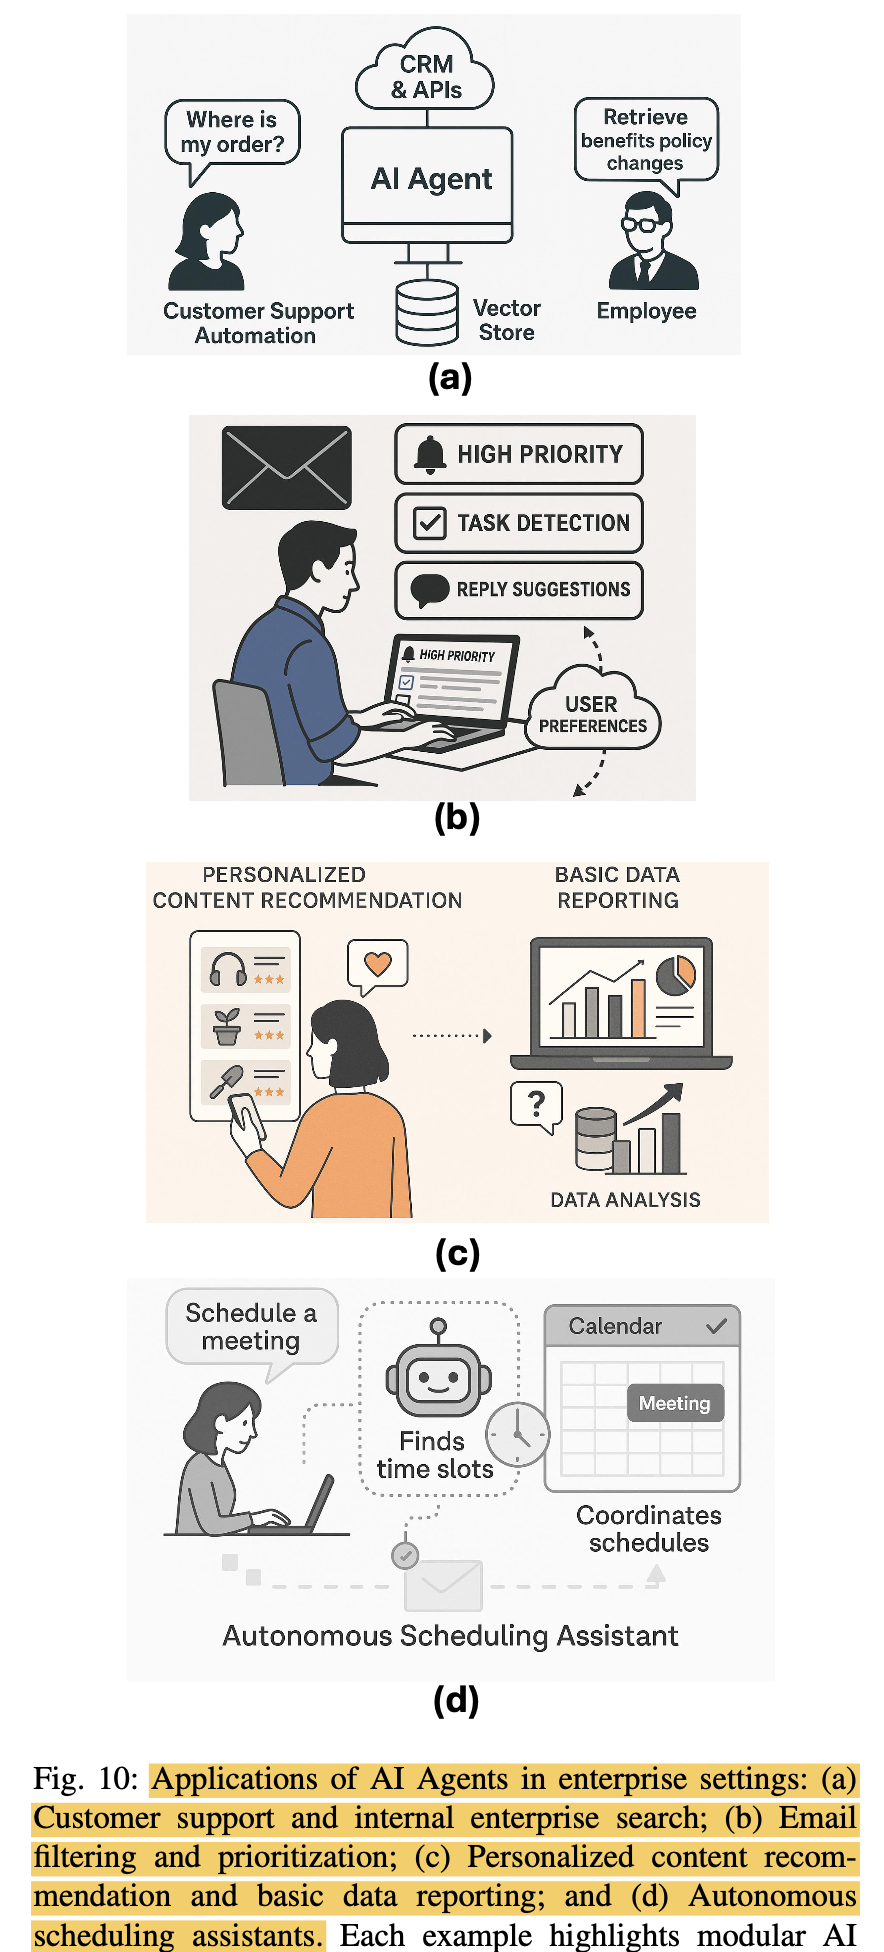 CRM
& APIs
Where is
my order?
AI Agent
Retrieve
benefits policy
changes
Customer Support
Automation
Vector
Store
Employee
(a)
HIGH PRIORITY
TASK DETECTION
REPLY SUGGESTIONS
HIGH PRIORITY
USER
PREFERENCES
(b)
PERSONALIZED
CONTENT RECOMMENDATION
BASIC DATA
REPORTING
?
DATA ANALYSIS
(c)
Schedule a
meeting
Finds
time slots
Calendar
Meeting
Coordinates
schedules
Autonomous Scheduling Assistant
(d)
Fig. 10: Applications of AI Agents in enterprise settings: (a)
Customer support and internal enterprise search; (b) Email
filtering and prioritization; (c) Personalized content recom-
mendation and basic data reporting; and (d) Autonomous
scheduling assistants. Each example highlights modular AI